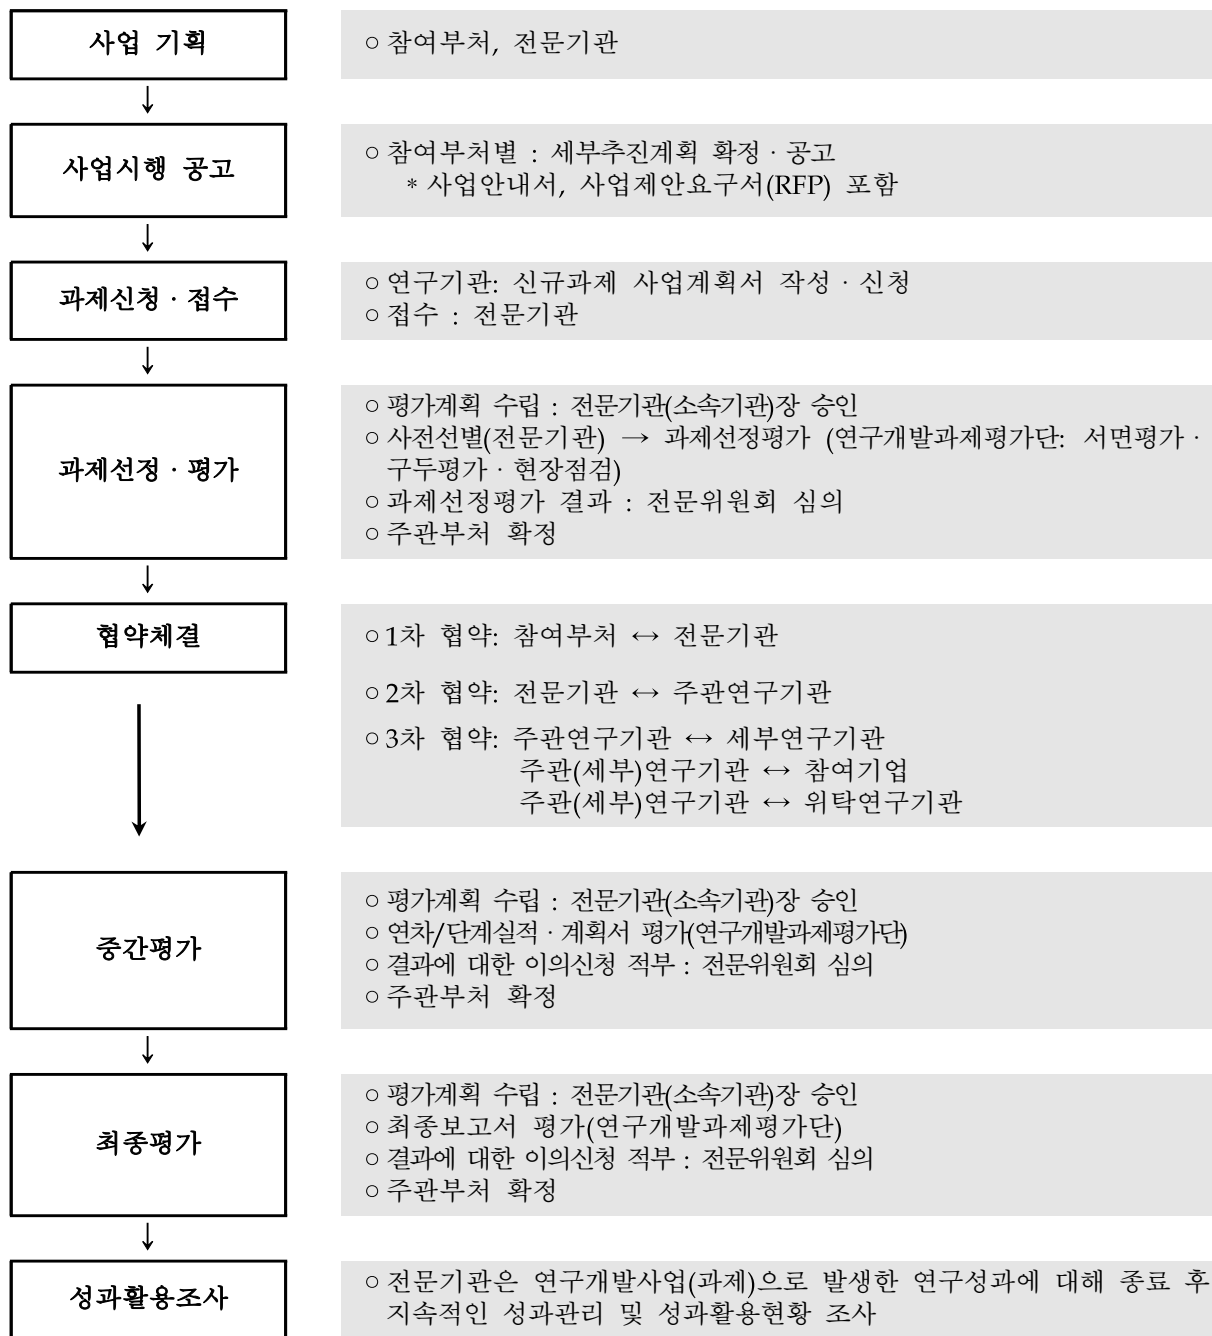 사업 기획
○ 참여부처, 전문기관
↓
사업시행 공고
○ 참여부처별 : 세부추진계획 확정 · 공고
* 사업안내서, 사업제안요구서(RFP) 포함
↓
과제신청 · 접수
○ 연구기관: 신규과제 사업계획서 작성 · 신청
○ 접수 : 전문기관
↓
과제선정 · 평가
○ 평가계획 수립 : 전문기관(소속기관)장 승인
○ 사전선별(전문기관) → 과제선정평가 (연구개발과제평가단: 서면평가 ·
구두평가 · 현장점검)
○ 과제선정평가 결과 : 전문위원회 심의
○ 주관부처 확정
↓
협약체결
○ 1차 협약: 참여부처 ↔ 전문기관
○ 2차 협약: 전문기관 ↔ 주관연구기관
○ 3차 협약: 주관연구기관 ↔ 세부연구기관
주관(세부)연구기관 ↔ 참여기업
주관(세부)연구기관 ↔ 위탁연구기관
↓
중간평가
○ 평가계획 수립 : 전문기관(소속기관)장 승인
○ 연차/단계실적 · 계획서 평가(연구개발과제평가단)
○ 결과에 대한 이의신청 적부 : 전문위원회 심의
○ 주관부처 확정
↓
최종평가
○ 평가계획 수립 : 전문기관(소속기관)장 승인
○ 최종보고서 평가(연구개발과제평가단)
○ 결과에 대한 이의신청 적부 : 전문위원회 심의
○ 주관부처 확정
↓
성과활용조사
○ 전문기관은 연구개발사업(과제)으로 발생한 연구성과에 대해 종료 후
지속적인 성과관리 및 성과활용현황 조사